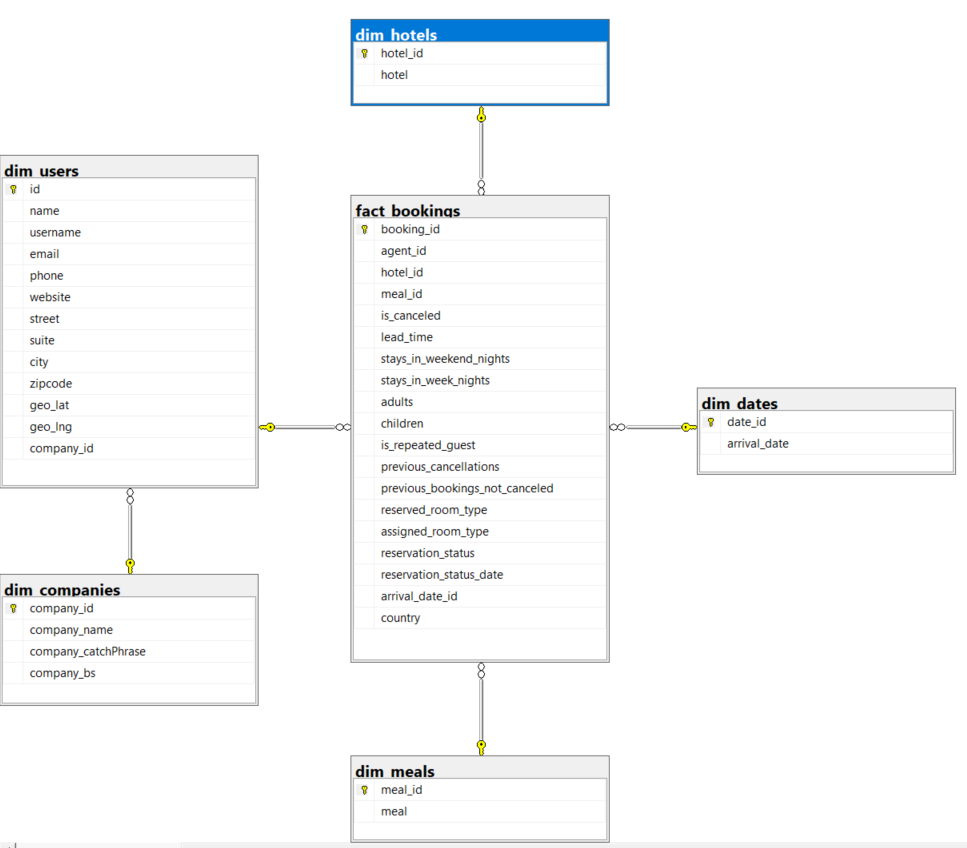 dim_hotels
hotel_id
hotel
dim_users
id
name
username
email
phone
website
street
suite
city
zipcode
geo_lat
geo_lng
company_id
fact_bookings
booking_id
agent_id
hotel_id
meal_id
is_canceled
lead_time
stays_in_weekend_nights
stays_in_week_nights
adults
children
is_repeated_guest
previous_cancellations
previous_bookings_not_canceled
reserved_room_type
assigned_room_type
reservation_status
reservation_status_date
arrival_date_id
country
dim_dates
date_id
arrival_date
dim_companies
company_id
company_name
company_catchPhrase
company_bs
dim_meals
meal_id
meal